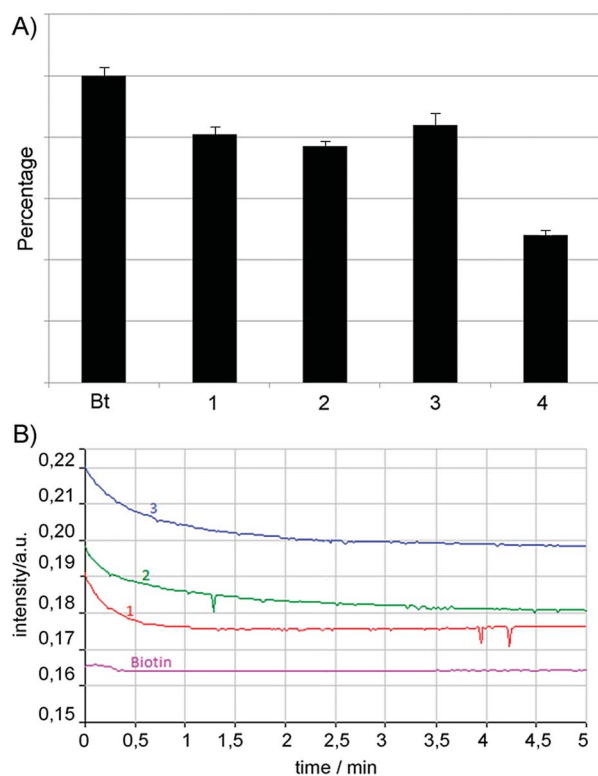 A)
Percentage
Bt 1 2 3 4
B)
intensity/a.u.
0,22
0,21
0,20
0,19
0,18
0,17
0,16
0,15
3
2
1
Biotin
0 0,5 1 1,5 2 2,5 3 3,5 4 4,5 5
time / min